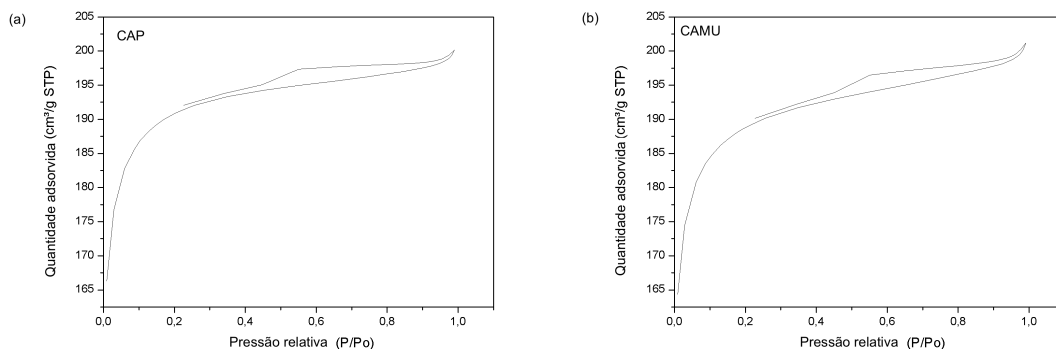 (a)
CAP
Quantidade adsorvida (cm³/g STP)
205
200
195
190
185
180
175
170
165
0,0 0,2 0,4 0,6 0,8 1,0
Pressão relativa (P/Po)
(b)
CAMU
Quantidade adsorvida (cm³/g STP)
205
200
195
190
185
180
175
170
165
0,0 0,2 0,4 0,6 0,8 1,0
Pressão relativa (P/Po)